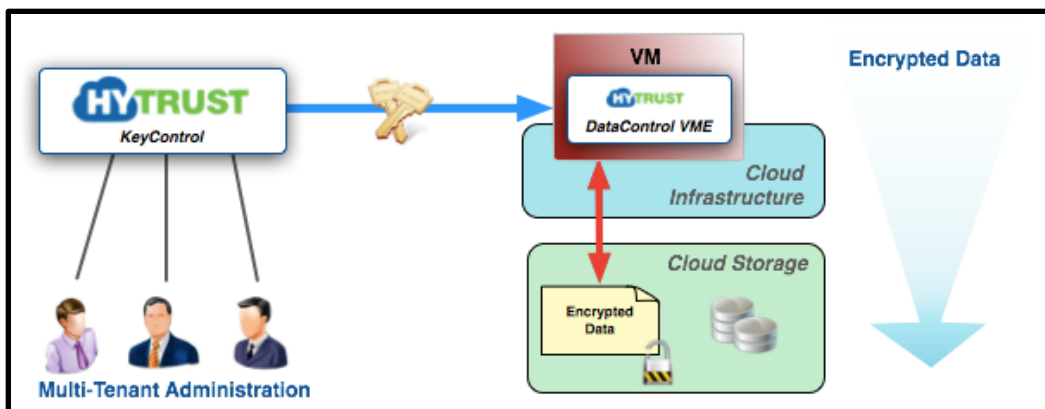 HYTRUST
KeyControl
Multi-Tenant Administration
VM
HYTRUST
DataControl VME
Cloud
Infrastructure
Cloud Storage
Encrypted
Data
Encrypted Data